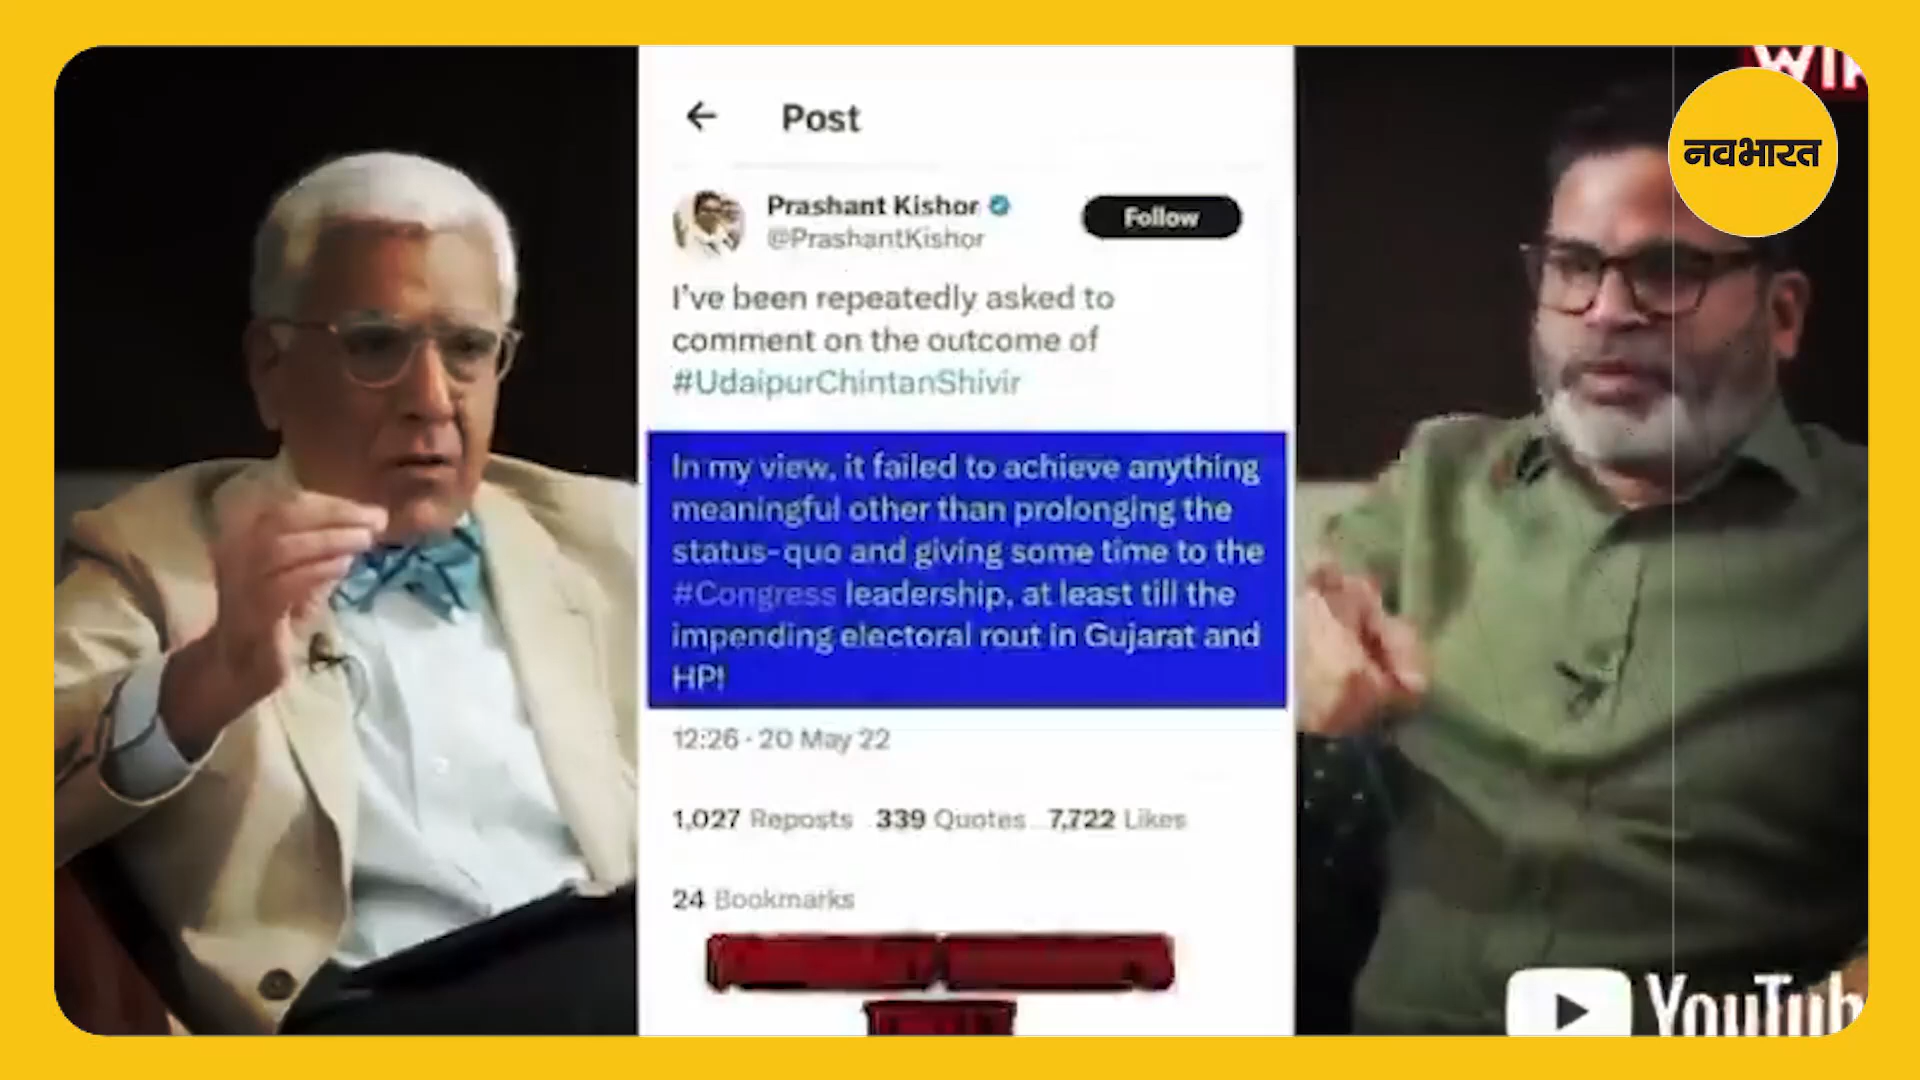 Post
Prashant Kishor
Follow
@PrashantKishor
I've been repeatedly asked to
comment on the outcome of
#UdaipurChintanShivir
In my view, it failed to achieve anything
meaningful other than prolonging the
status-quo and giving some time to the
#Congress leadership, at least till the
impending electoral rout in Gujarat and
HP!
12:26 · 20 May 22
1,027 Reposts 339 Quotes 7,722 Likes
24 Bookmarks
नवभारत
YouTub